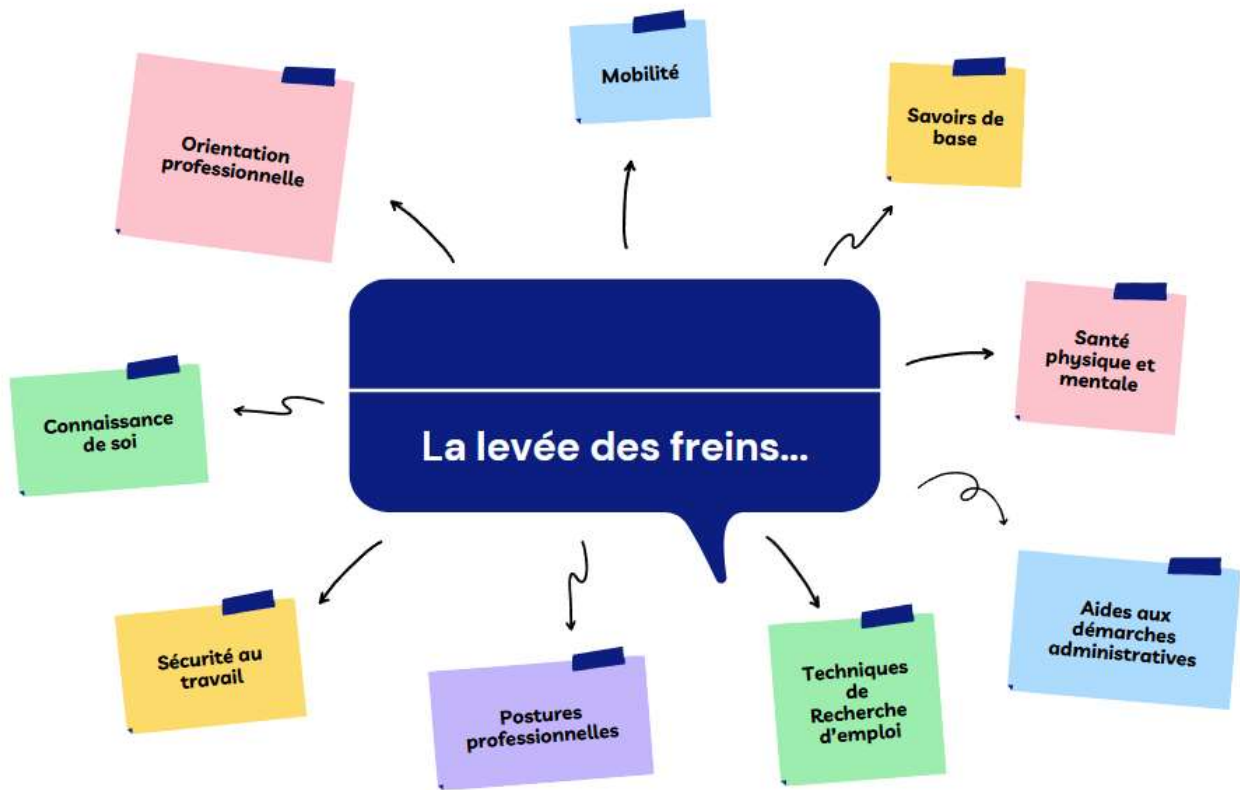 Mobilité
Savoirs de
base
Orientation
professionnelle
Santé
physique et
mentale
Connaissance
de soi
La levée des freins...
Aides aux
démarches
administratives
Sécurité au
travail
Postures
professionnelles
Techniques
de
Recherche
d'emploi